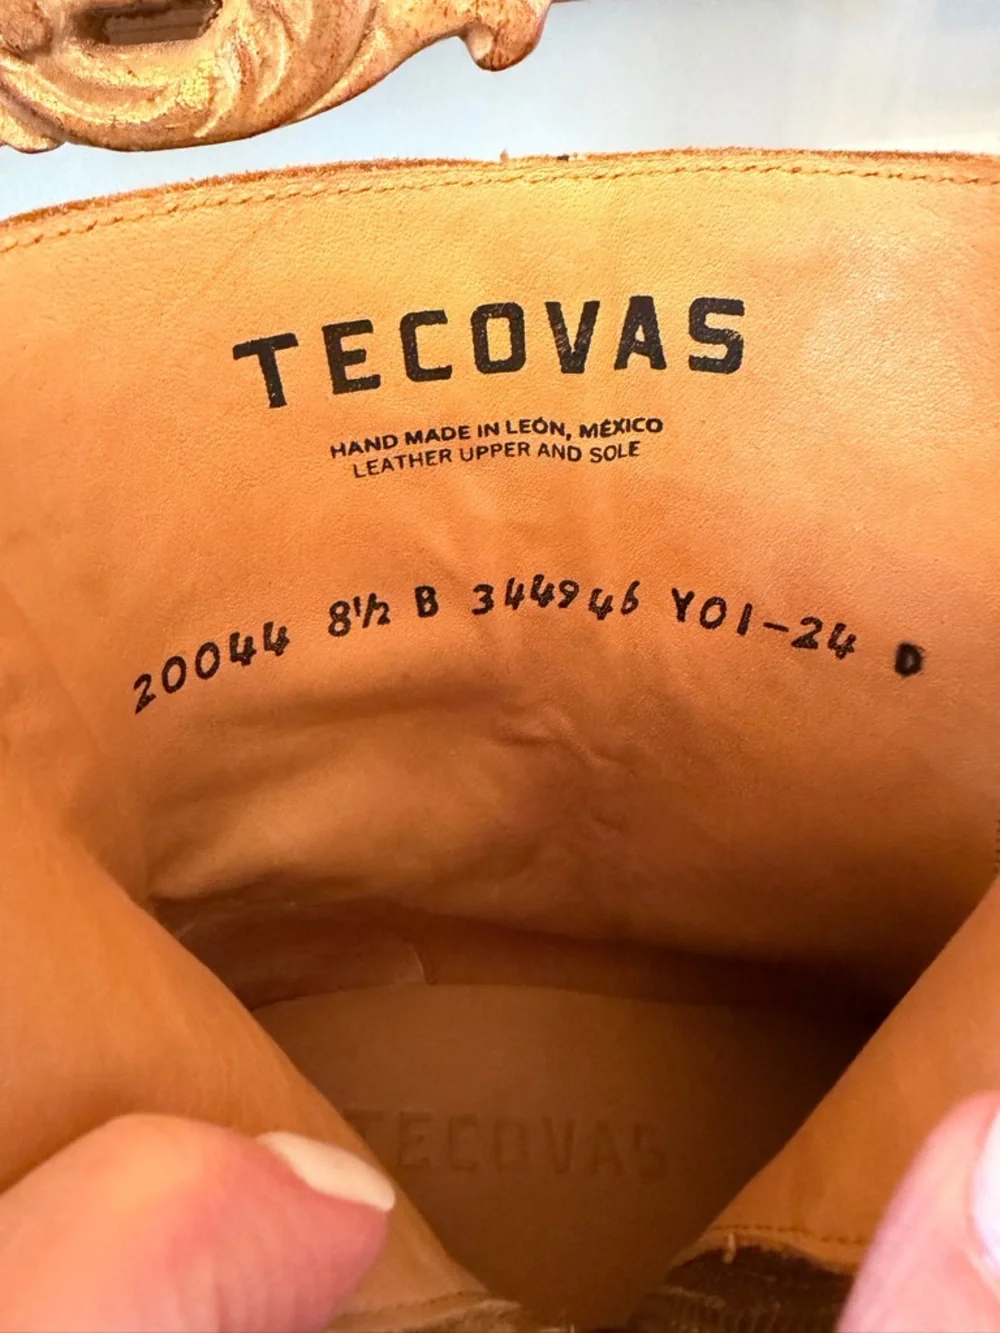 TECOVAS
HAND MADE IN LEÓN, MÉXICO
LEATHER UPPER AND SOLE
20044 8½ B 344946 Y01-24 D
TECOVAS